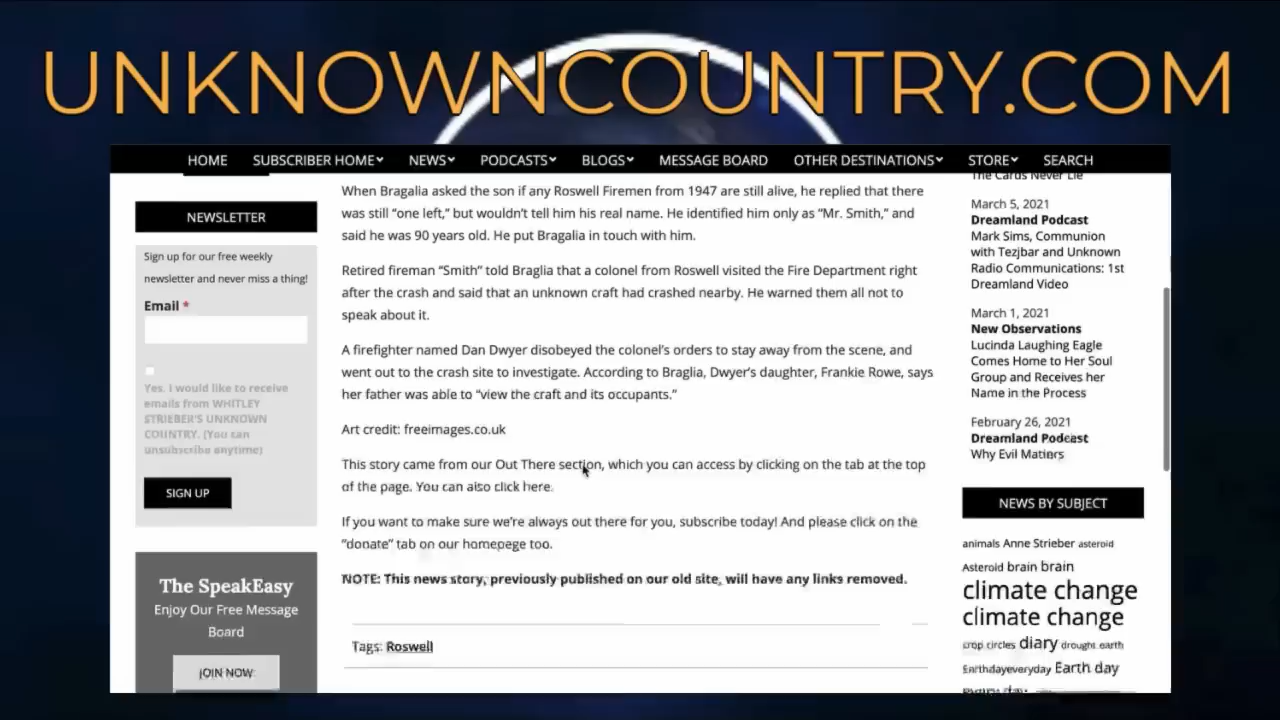 UNKNOWNCOUNTRY.COM
HOME SUBSCRIBER HOME NEWS PODCASTS BLOGS MESSAGE BOARD OTHER DESTINATIONS STORE SEARCH
NEWSLETTER
Sign up for our free weekly
newsletter and never miss a thing!
Email *
Yes. I would like to receive
emails from WHITLEY
STRIEBER'S UNKNOWN
COUNTRY. (You can
unsubscribe anytime)
SIGN UP
The SpeakEasy
Enjoy Our Free Message
Board
JOIN NOW
When Bragalia asked the son if any Roswell Firemen from 1947 are still alive, he replied that there
was still “one left,” but wouldn’t tell him his real name. He identified him only as “Mr. Smith,” and
said he was 90 years old. He put Bragalia in touch with him.
Retired fireman “Smith” told Braglia that a colonel from Roswell visited the Fire Department right
after the crash and said that an unknown craft had crashed nearby. He warned them all not to
speak about it.
A firefighter named Dan Dwyer disobeyed the colonel’s orders to stay away from the scene, and
went out to the crash site to investigate. According to Braglia, Dwyer’s daughter, Frankie Rowe, says
her father was able to “view the craft and its occupants.”
Art credit: freeimages.co.uk
This story came from our Out There section, which you can access by clicking on the tab at the top
of the page. You can also click here.
If you want to make sure we’re always out there for you, subscribe today! And please click on the
“donate” tab on our homepege too.
NOTE: This news story, previously published on our old site, will have any links removed.
Tags: Roswell
The Cards Never Lie
March 5, 2021
Dreamland Podcast
Mark Sims, Communion
with Tezjbar and Unknown
Radio Communications: 1st
Dreamland Video
March 1, 2021
New Observations
Lucinda Laughing Eagle
Comes Home to Her Soul
Group and Receives her
Name in the Process
February 26, 2021
Dreamland Podcast
Why Evil Matters
NEWS BY SUBJECT
animals Anne Strieber asteroid
Asteroid brain brain
climate change
climate change
crop circles diary drought earth
Earthdayeveryday Earth day